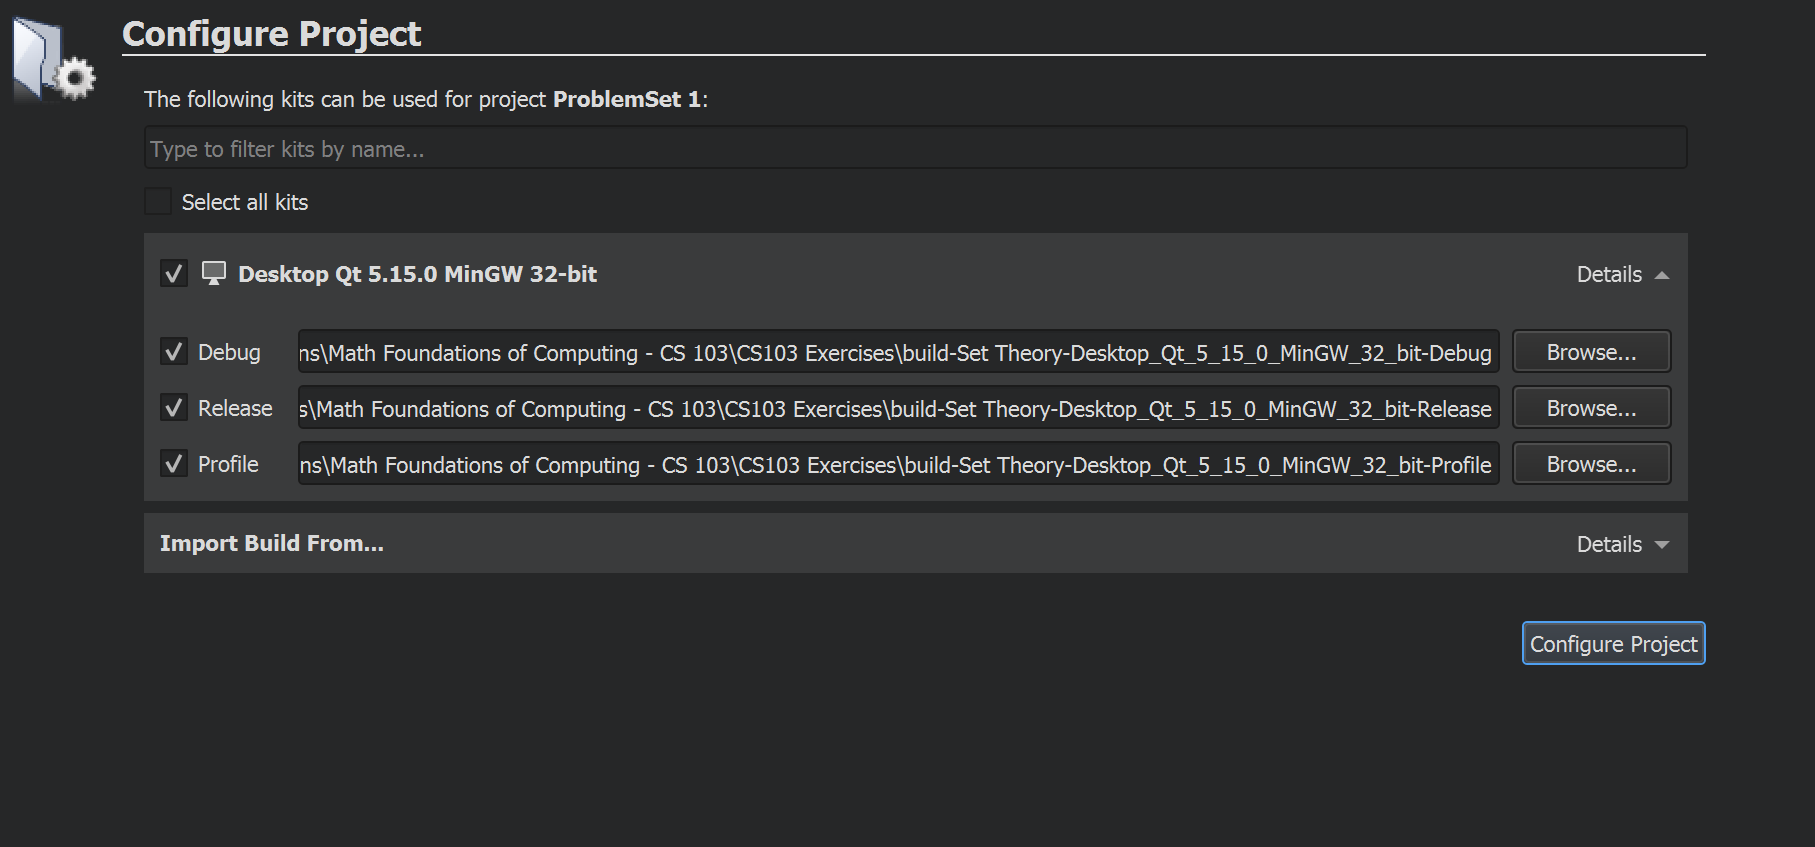 Configure Project
The following kits can be used for project ProblemSet 1:
Type to filter kits by name...
Select all kits
Desktop Qt 5.15.0 MinGW 32-bit Details
Debug ns\Math Foundations of Computing - CS 103\CS103 Exercises\build-Set Theory-Desktop_Qt_5_15_0_MinGW_32_bit-Debug Browse...
Release s\Math Foundations of Computing - CS 103\CS103 Exercises\build-Set Theory-Desktop_Qt_5_15_0_MinGW_32_bit-Release Browse...
Profile ns\Math Foundations of Computing - CS 103\CS103 Exercises\build-Set Theory-Desktop_Qt_5_15_0_MinGW_32_bit-Profile Browse...
Import Build From... Details
Configure Project